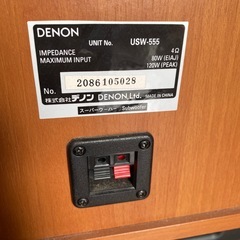 DENON
UNIT No. USW-555
IMPEDANCE 4Ω
MAXIMUM INPUT 80W (EIAJ)
120W (PEAK)
No. 2086105028
株式会社デノン DENON, Ltd. MADE IN CHINA
スーパーウーハー Subwoofer